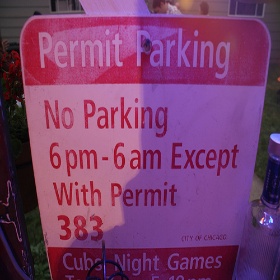 Permit Parking
No Parking
6pm-6am Except
With Permit
383
CITY OF CHICAGO
Cubs Night Games